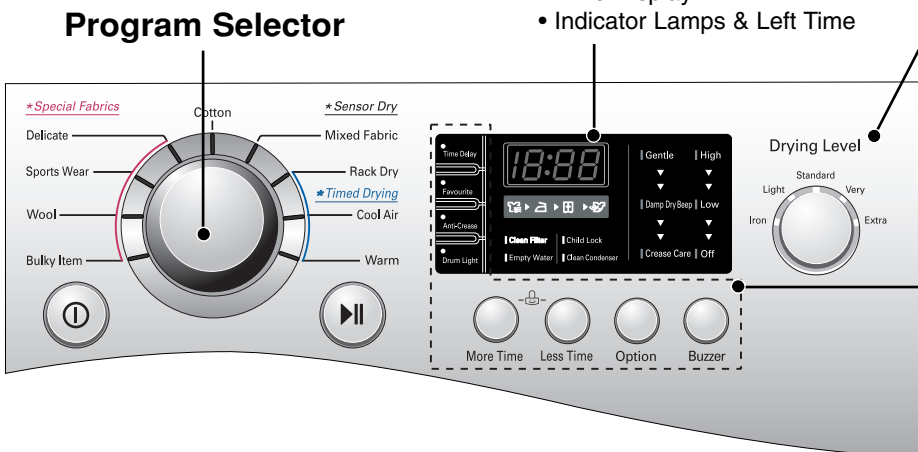 Program Selector
• Indicator Lamps & Left Time
*Special Fabrics
Cotton
*Sensor Dry
Delicate
Mixed Fabric
Sports Wear
Rack Dry
*Timed Drying
Wool
Cool Air
Bulky Item
Warm
Time Delay
Favourite
Anti-Crease
Drum Light
18:88
Clean Filter
Child Lock
Empty Water
Clean Condenser
Gentle
High
Damp Dry Beep
Low
Crease Care
Off
Drying Level
Standard
Light
Very
Iron
Extra
More Time
Less Time
Option
Buzzer